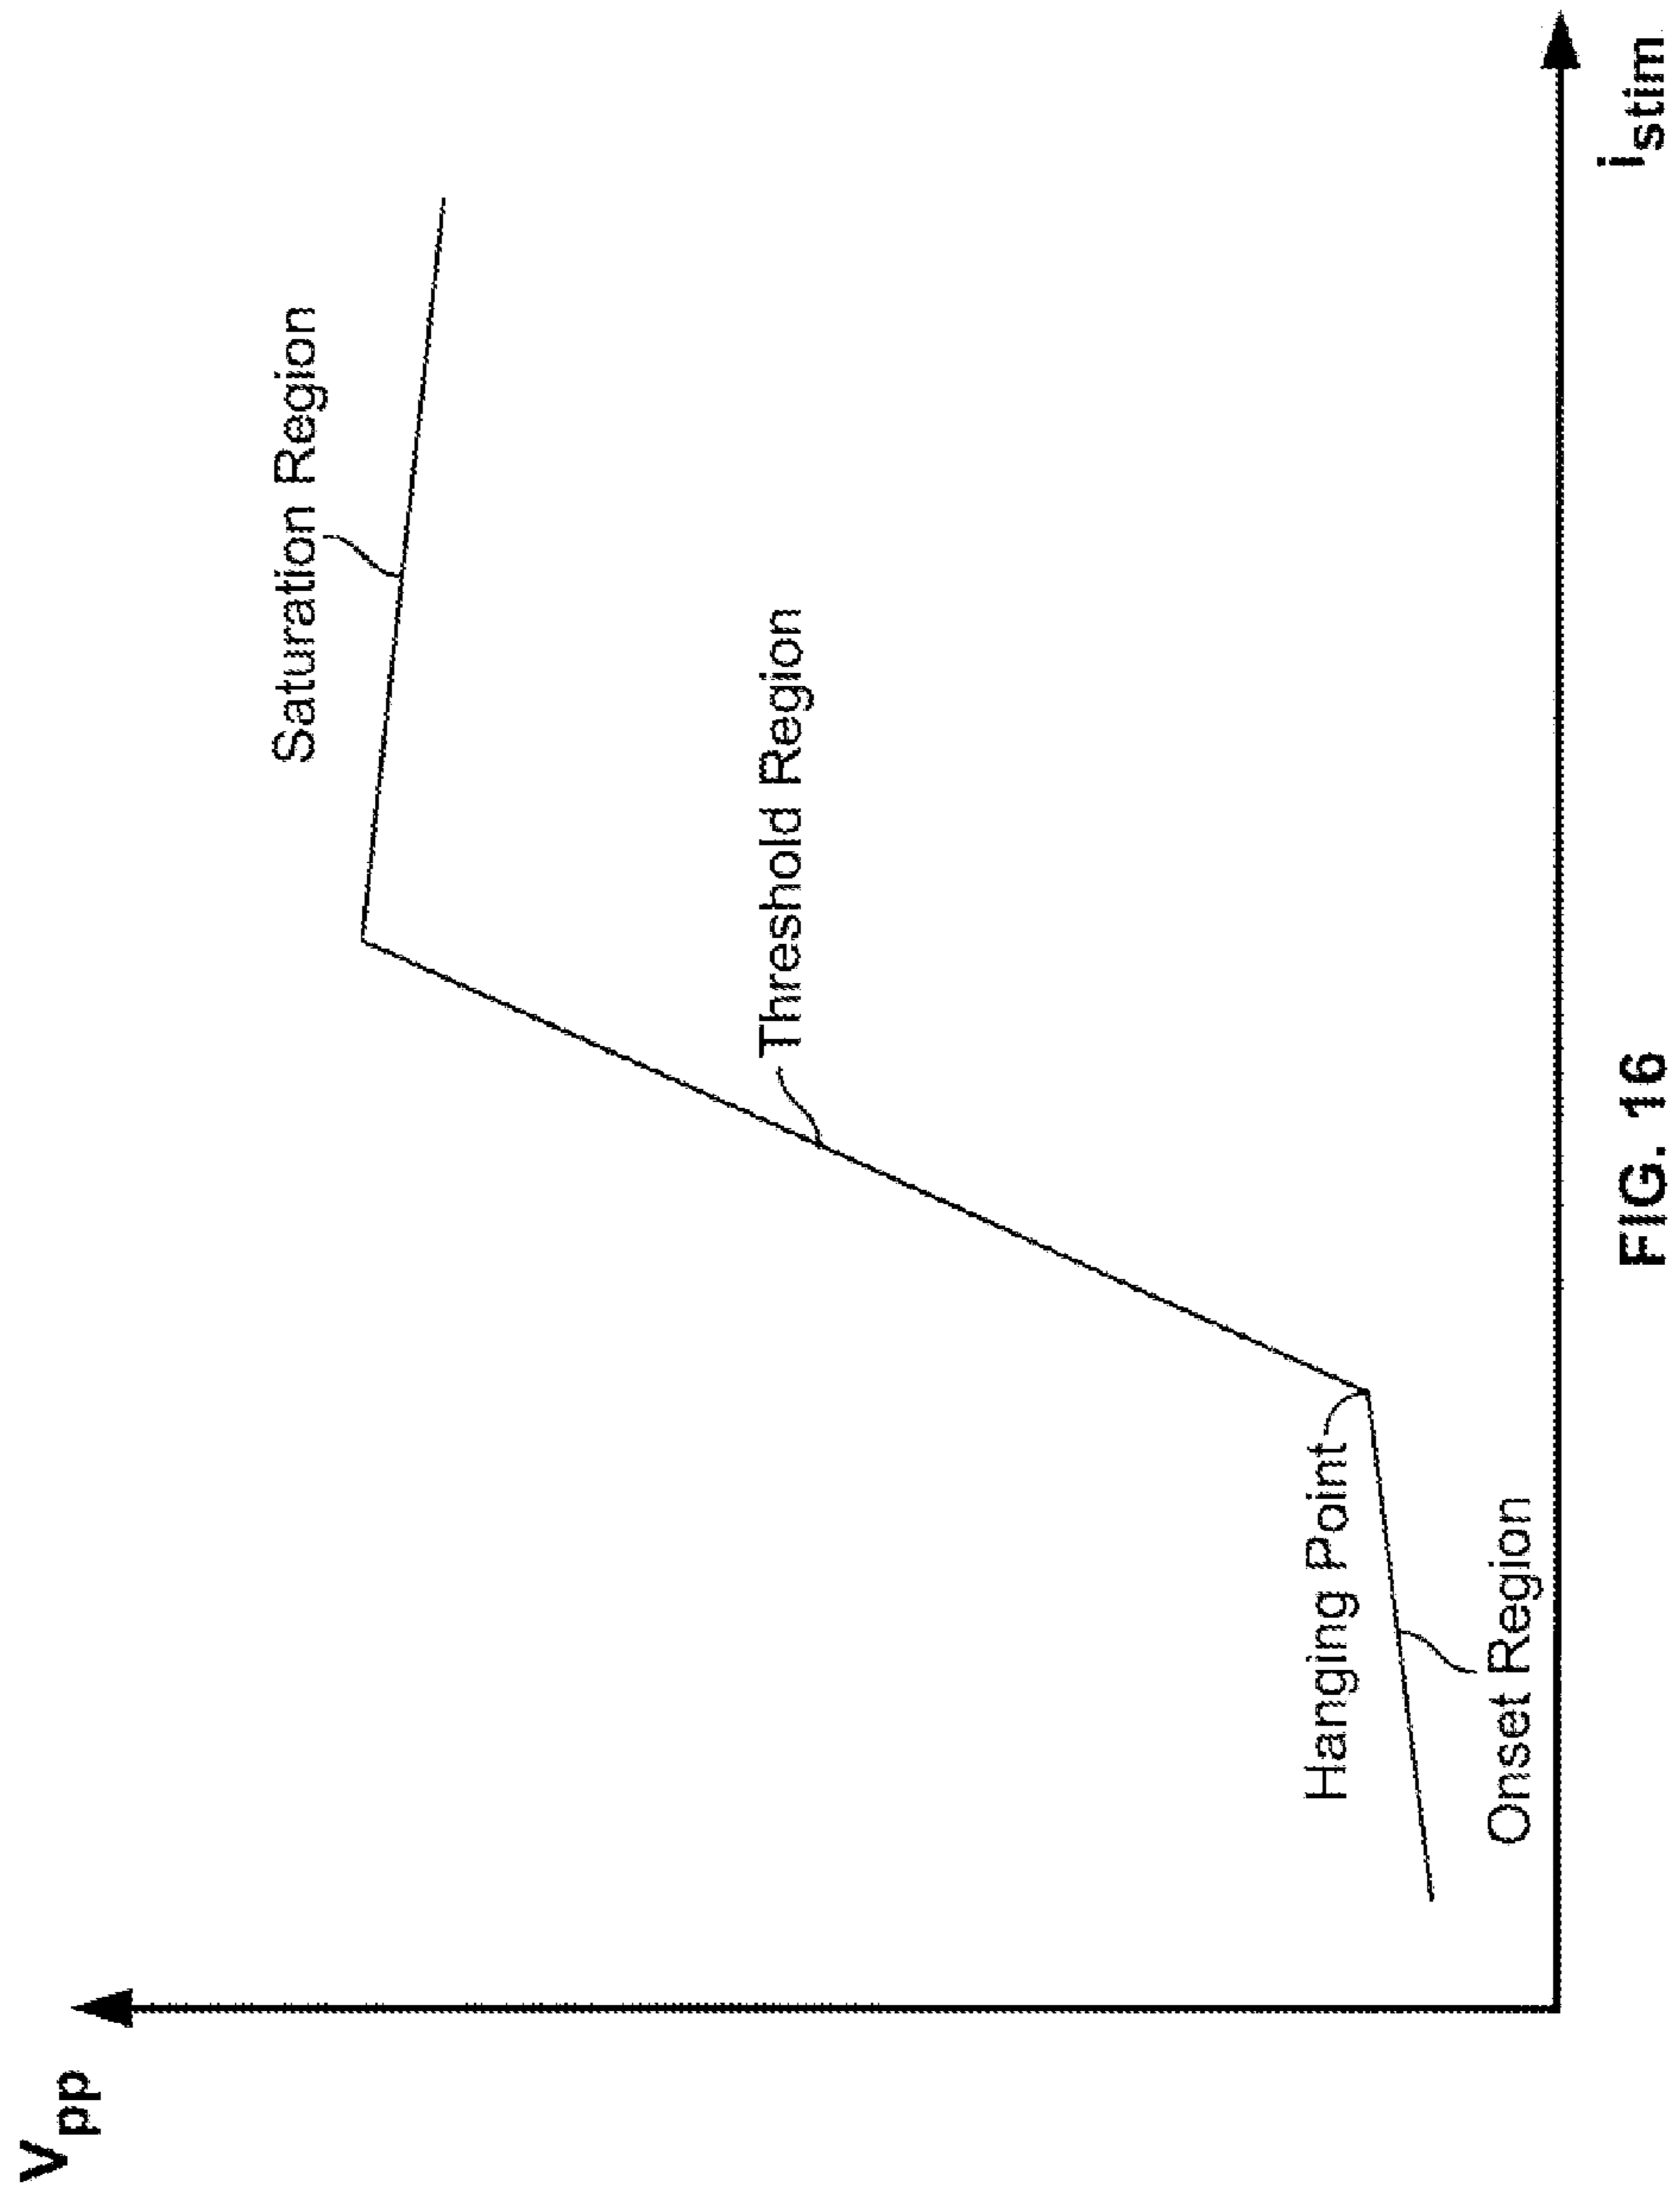 Vpp
Saturation Region
Threshold Region
Hanging Point
Onset Region
istim
FIG. 16